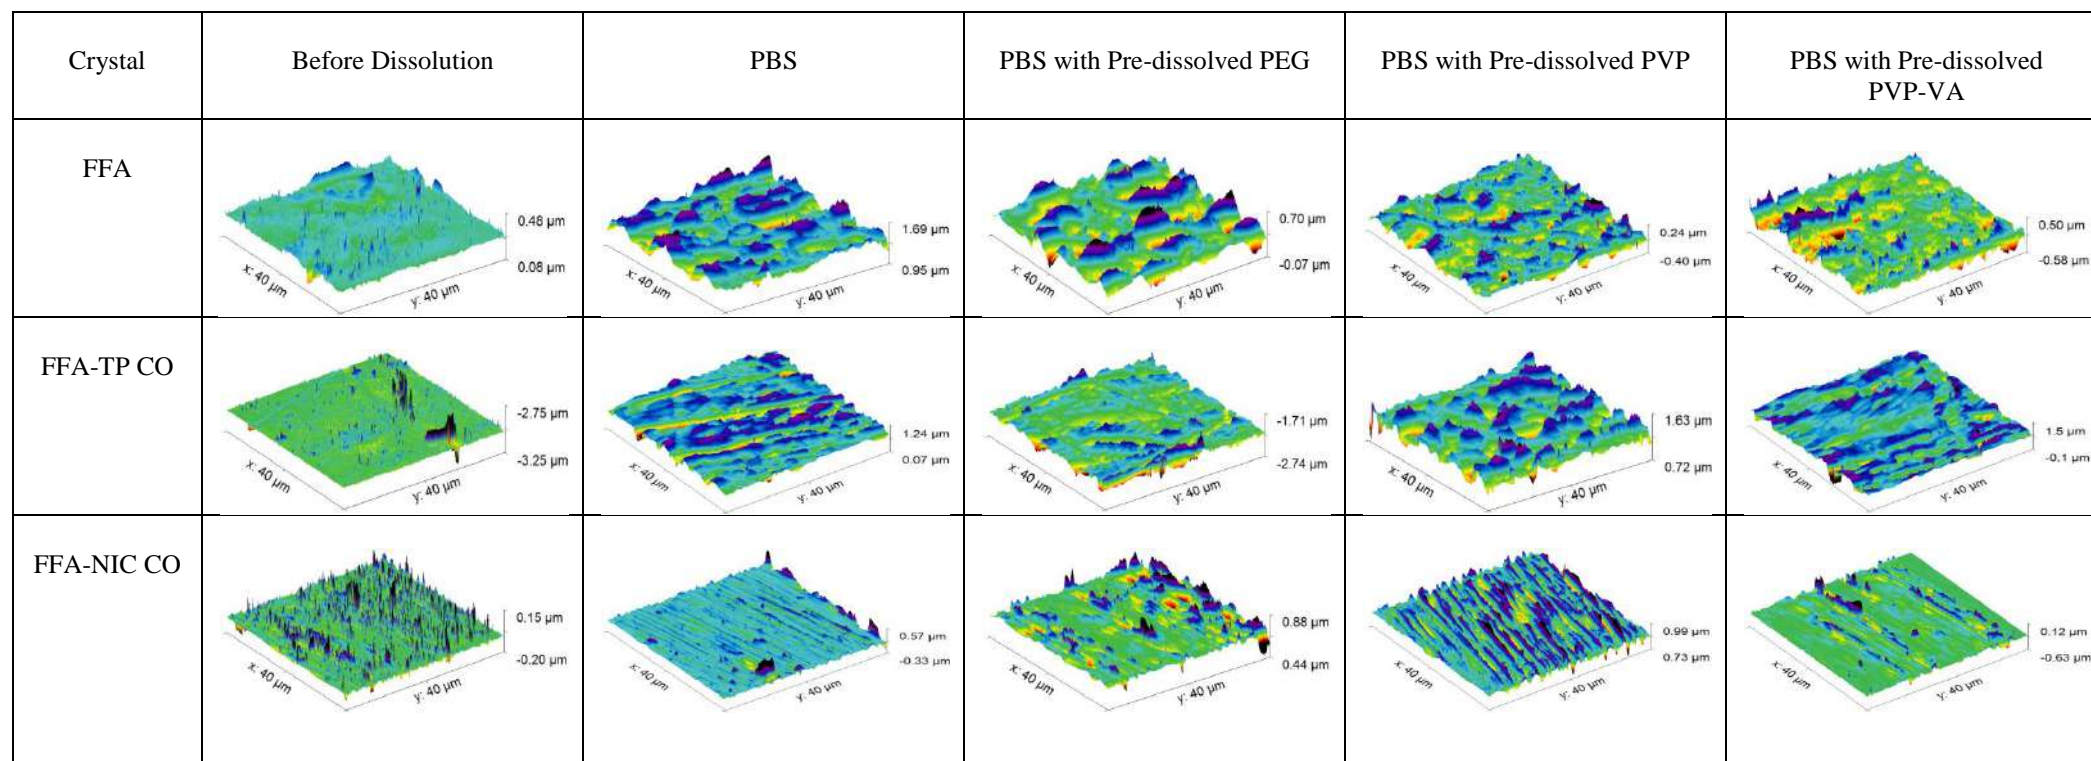 Crystal
Before Dissolution
PBS
PBS with Pre-dissolved PEG
PBS with Pre-dissolved PVP
PBS with Pre-dissolved
PVP-VA
FFA
0.48 µm
0.08 µm
x: 40 µm
y: 40 µm
1.69 µm
0.95 µm
x: 40 µm
y: 40 µm
0.70 µm
-0.07 µm
x: 40 µm
y: 40 µm
0.24 µm
-0.40 µm
x: 40 µm
y: 40 µm
0.50 µm
-0.58 µm
x: 40 µm
y: 40 µm
FFA-TP CO
-2.75 µm
-3.25 µm
x: 40 µm
y: 40 µm
1.24 µm
0.07 µm
x: 40 µm
y: 40 µm
-1.71 µm
-2.74 µm
x: 40 µm
y: 40 µm
1.63 µm
0.72 µm
x: 40 µm
y: 40 µm
1.5 µm
-0.1 µm
x: 40 µm
y: 40 µm
FFA-NIC CO
0.15 µm
-0.20 µm
x: 40 µm
y: 40 µm
0.57 µm
-0.33 µm
x: 40 µm
y: 40 µm
0.88 µm
0.44 µm
x: 40 µm
y: 40 µm
0.99 µm
0.73 µm
x: 40 µm
y: 40 µm
0.12 µm
-0.63 µm
x: 40 µm
y: 40 µm